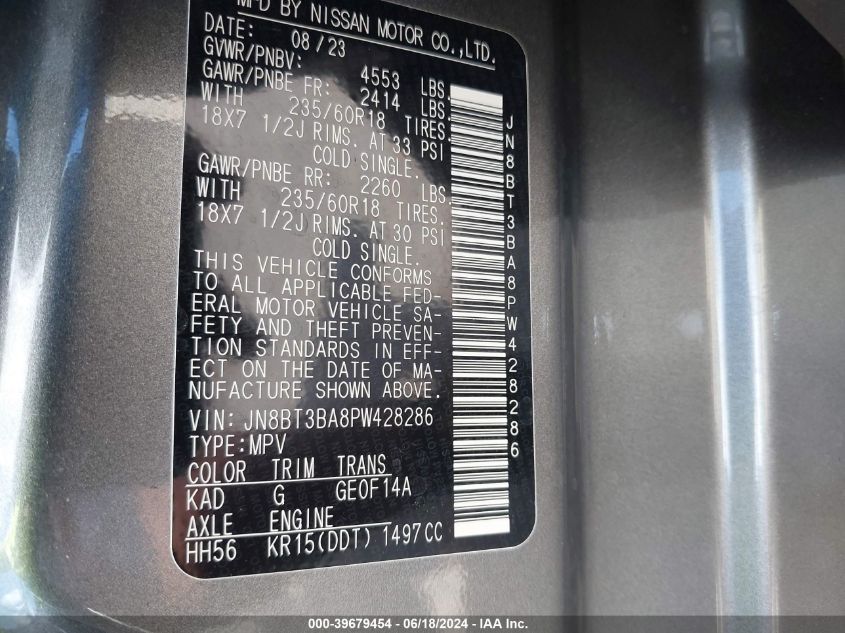 MFD BY NISSAN MOTOR CO.,LTD.
DATE: 08/23
GVWR/PNBV: 4553 LBS.
GAWR/PNBE FR: 2414 LBS.
WITH 235/60R18 TIRES.
18X7 1/2J RIMS. AT 33 PSI
COLD SINGLE.
GAWR/PNBE RR: 2260 LBS.
WITH 235/60R18 TIRES.
18X7 1/2J RIMS. AT 30 PSI
COLD SINGLE.
THIS VEHICLE CONFORMS
TO ALL APPLICABLE FED-
ERAL MOTOR VEHICLE SA-
FETY AND THEFT PREVEN-
TION STANDARDS IN EFF-
ECT ON THE DATE OF MA-
NUFACTURE SHOWN ABOVE.
VIN: JN8BT3BA8PW428286
TYPE:MPV
COLOR TRIM TRANS
KAD G GE0F14A
AXLE ENGINE
HH56 KR15(DDT) 1497CC
JN8BT3BA8PW428286
000-39679454 - 06/18/2024 - IAA Inc.